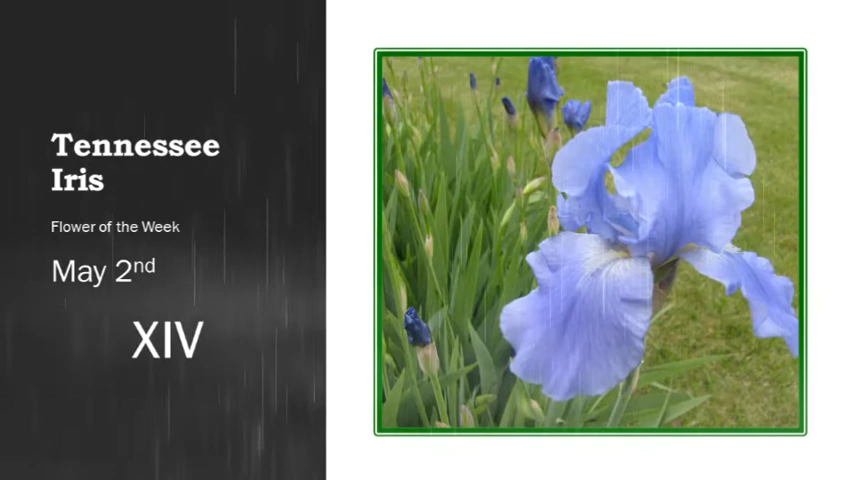 Tennessee
Iris
Flower of the Week
May 2nd
XIV